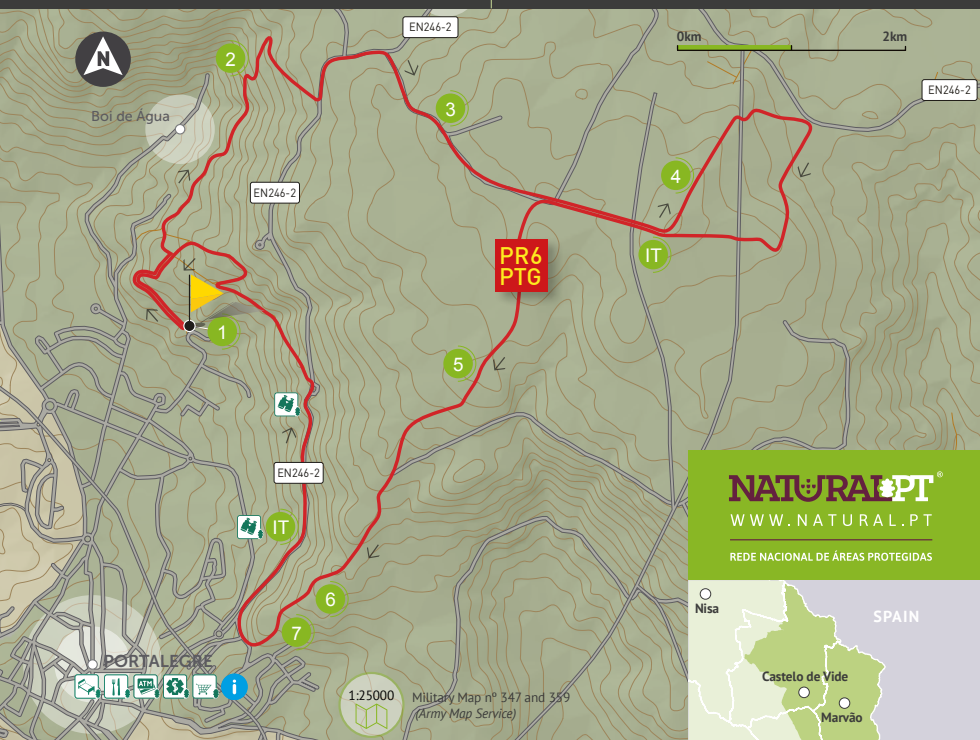 EN246-2
N
2
0km
2km
EN246-2
3
Boi de Água
4
EN246-2
IT
PR6
PTG
1
5
EN246-2
IT
6
7
PORTALEGRE
ATM
i
1:25000
Military Map nº 347 and 359
(Army Map Service)
NATURAL.PT®
WWW.NATURAL.PT
REDE NACIONAL DE ÁREAS PROTEGIDAS
Nisa
SPAIN
Castelo de Vide
Marvão